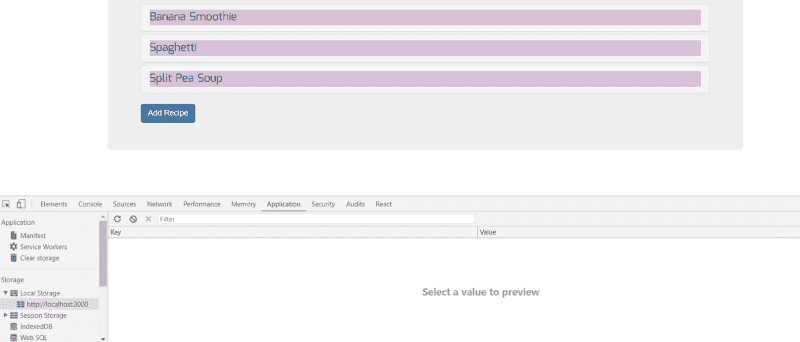 Banana Smoothie
Spaghetti
Split Pea Soup
Add Recipe
Elements Console Sources Network Performance Memory Application Security Audits React
Application
Filter
Manifest
Service Workers
Clear storage
Key Value
Storage
Local Storage
http://localhost:3000
Session Storage
IndexedDB
Web SQL
Select a value to preview